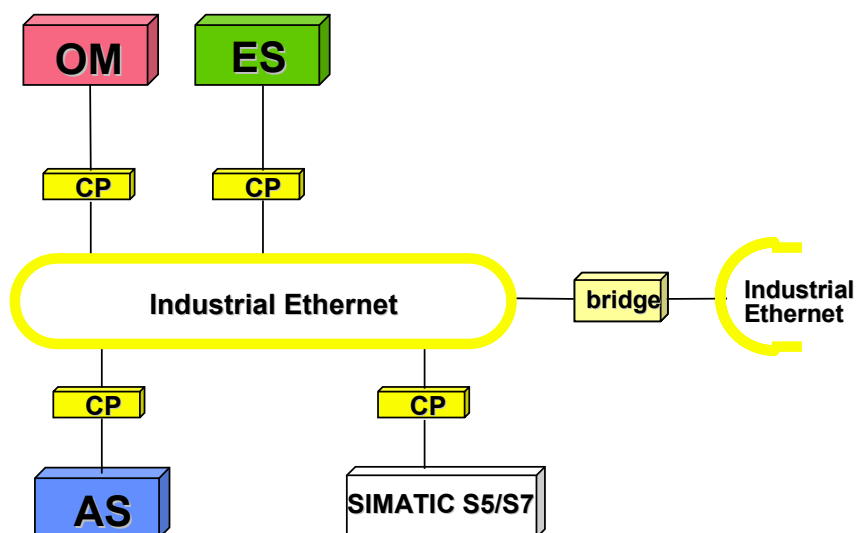 OM
ES
CP
CP
Industrial Ethernet
bridge
Industrial
Ethernet
CP
CP
AS
SIMATIC S5/S7